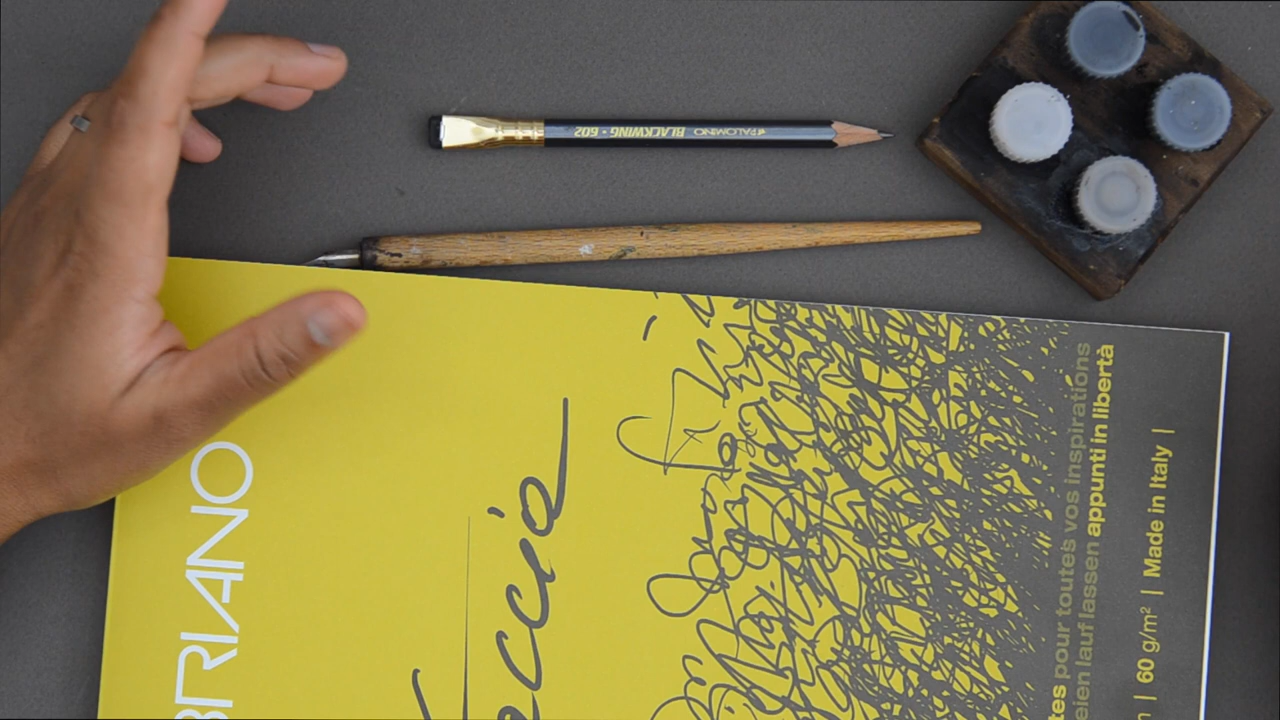 PALOMINO BLACKWING • 602
BRIANO
ccia
tes pour toutes vos inspirations
eien lauf lassen appunti in libertà
| 60 g/m² | Made in Italy |